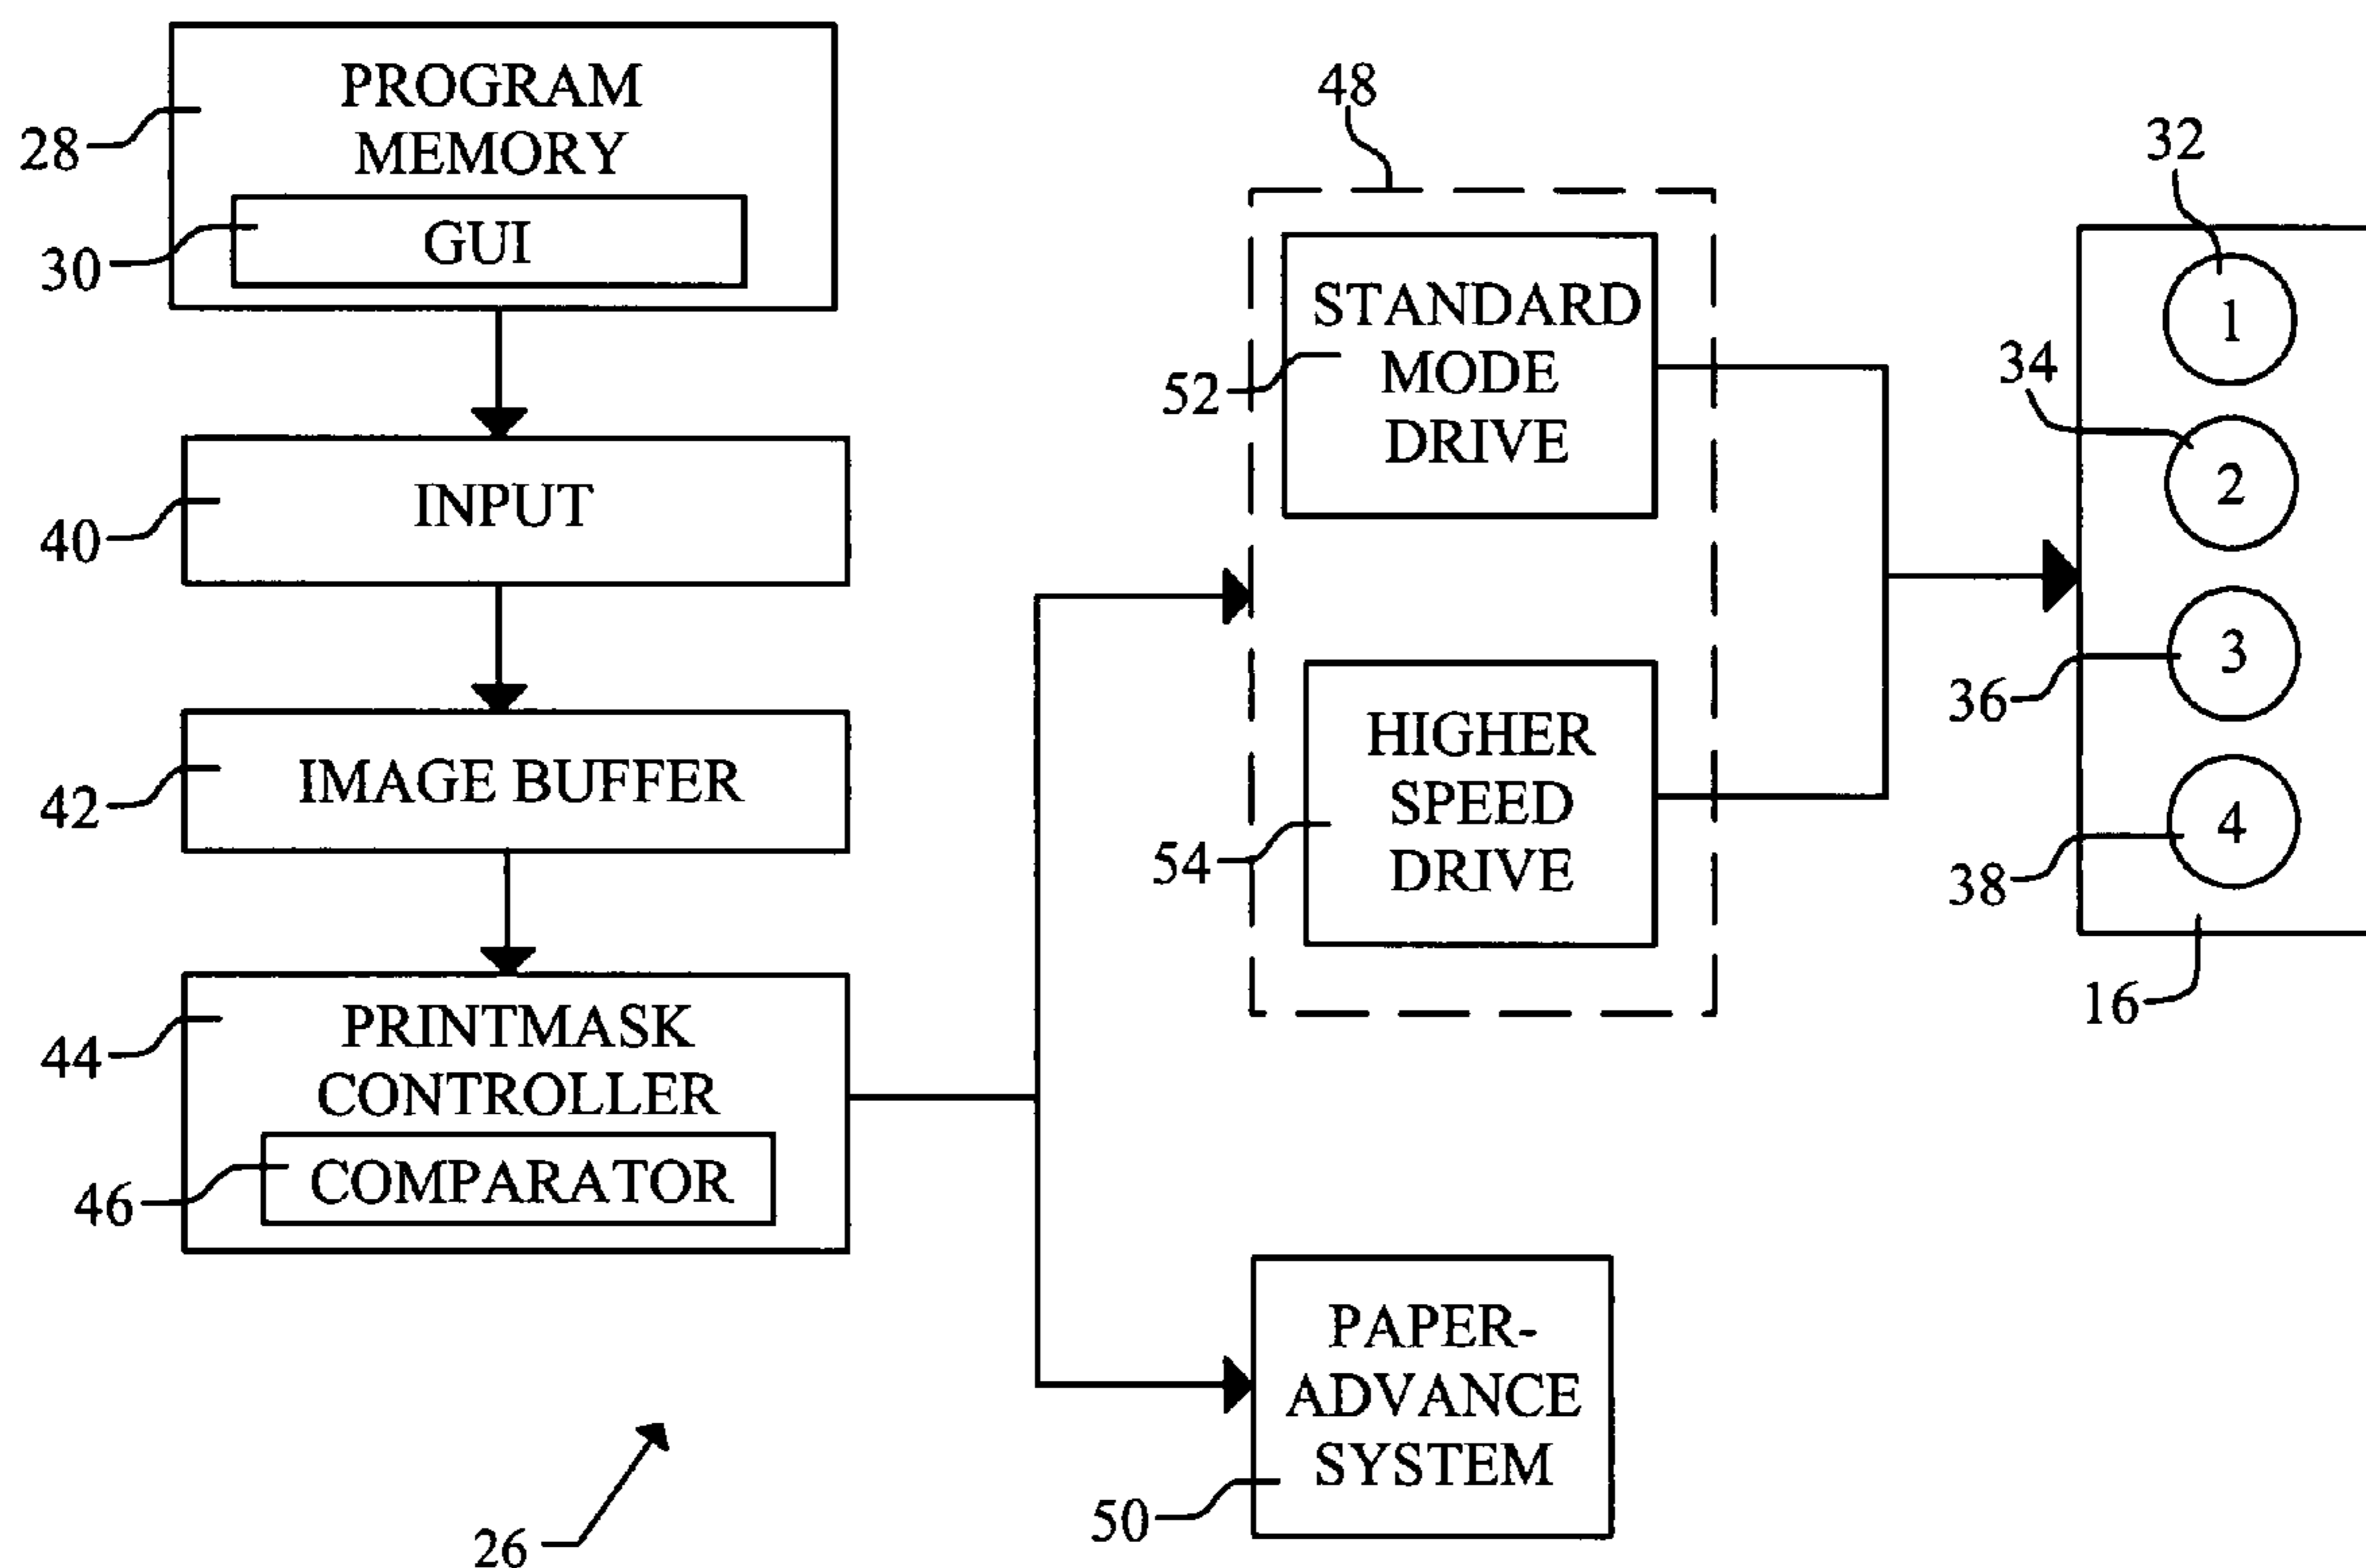 PROGRAM
MEMORY
28
GUI
30
INPUT
40
IMAGE BUFFER
42
PRINTMASK
CONTROLLER
44
COMPARATOR
46
26
48
STANDARD
MODE
DRIVE
52
HIGHER
SPEED
DRIVE
54
PAPER-
ADVANCE
SYSTEM
50
32
1
34
2
3
36
4
38
16